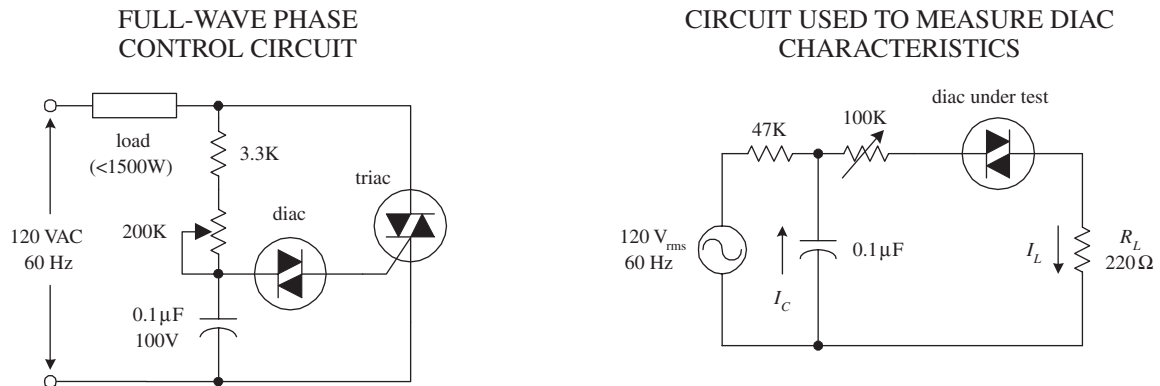 FULL-WAVE PHASE
CONTROL CIRCUIT
load
(<1500W)
3.3K
triac
diac
200K
120 VAC
60 Hz
0.1µF
100V
CIRCUIT USED TO MEASURE DIAC
CHARACTERISTICS
diac under test
47K
100K
120 Vrms
60 Hz
0.1µF
IC
IL
RL
220Ω